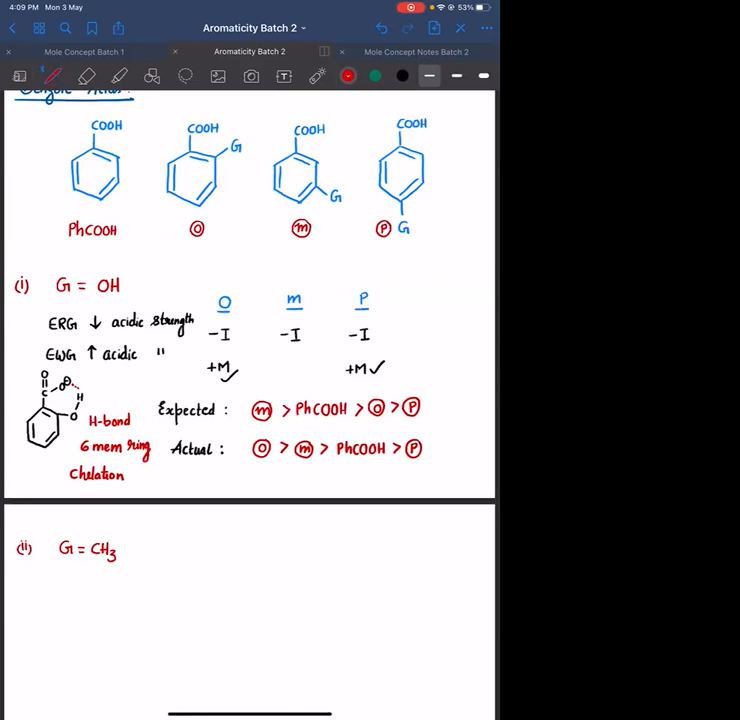 4:09 PM Mon 3 May
53%
Aromaticity Batch 2
Mole Concept Batch 1
Aromaticity Batch 2
Mole Concept Notes Batch 2
COOH
COOH
G
COOH
G
COOH
G
PhCOOH
O
m
P
(i) G = OH
O m P
ERG ↓ acidic strength
-I -I -I
EWG ↑ acidic "
+M ✓ +M ✓
O
C
O
H
O
H-bond
6 mem ring
Chelation
Expected : m > PhCOOH > O > P
Actual : O > m > PhCOOH > P
(ii) G = CH3